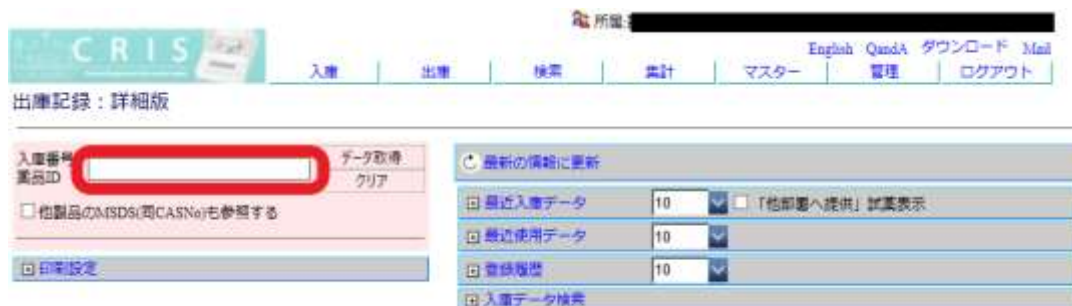 所属:
CRIS
English QandA ダウンロード Mail
入庫 出庫 検索 集計 マスター 管理 ログアウト
出庫記録：詳細版
入庫番号
薬品ID
データ取得
クリア
他製品のMSDS(同CASNo)も参照する
印刷設定
最新の情報に更新
最近入庫データ 10 「他部署へ提供」試薬表示
最近使用データ 10
登録履歴 10
入庫データ検索